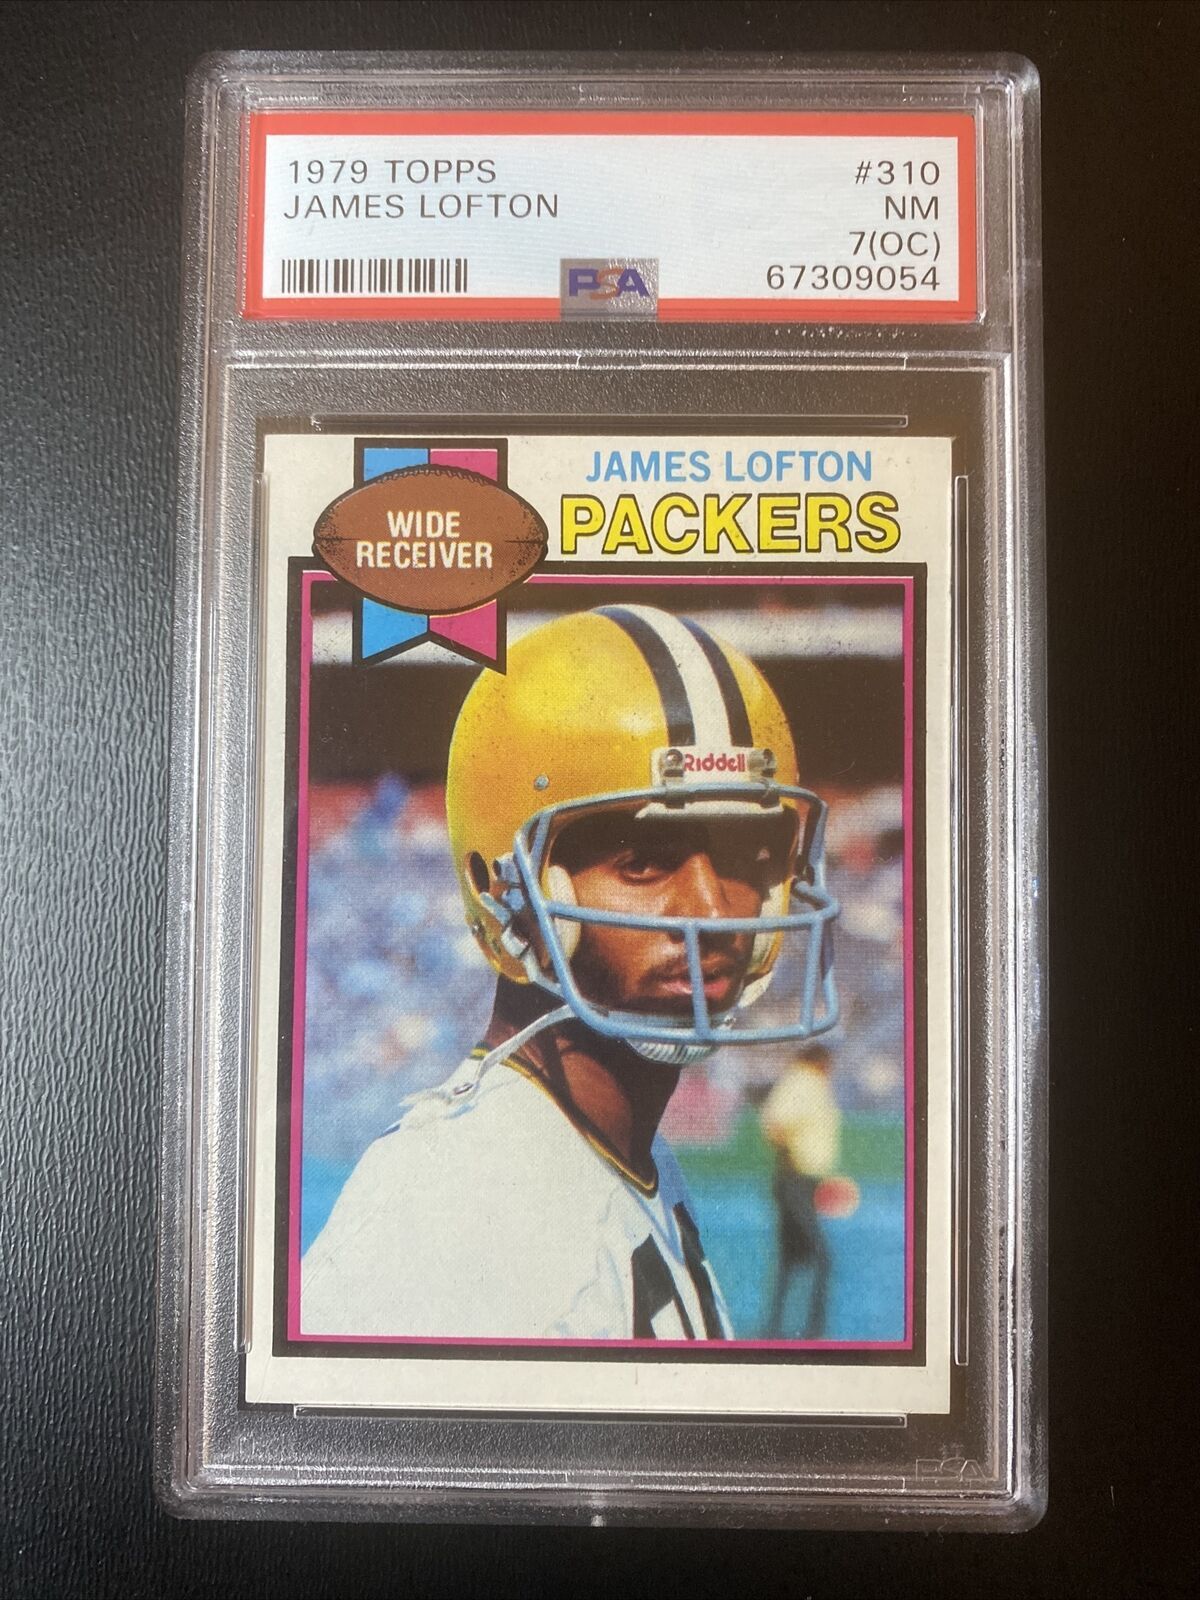 1979 TOPPS #310
JAMES LOFTON NM
7(OC)
PSA 67309054
JAMES LOFTON
PACKERS
WIDE
RECEIVER
Riddell
PSA